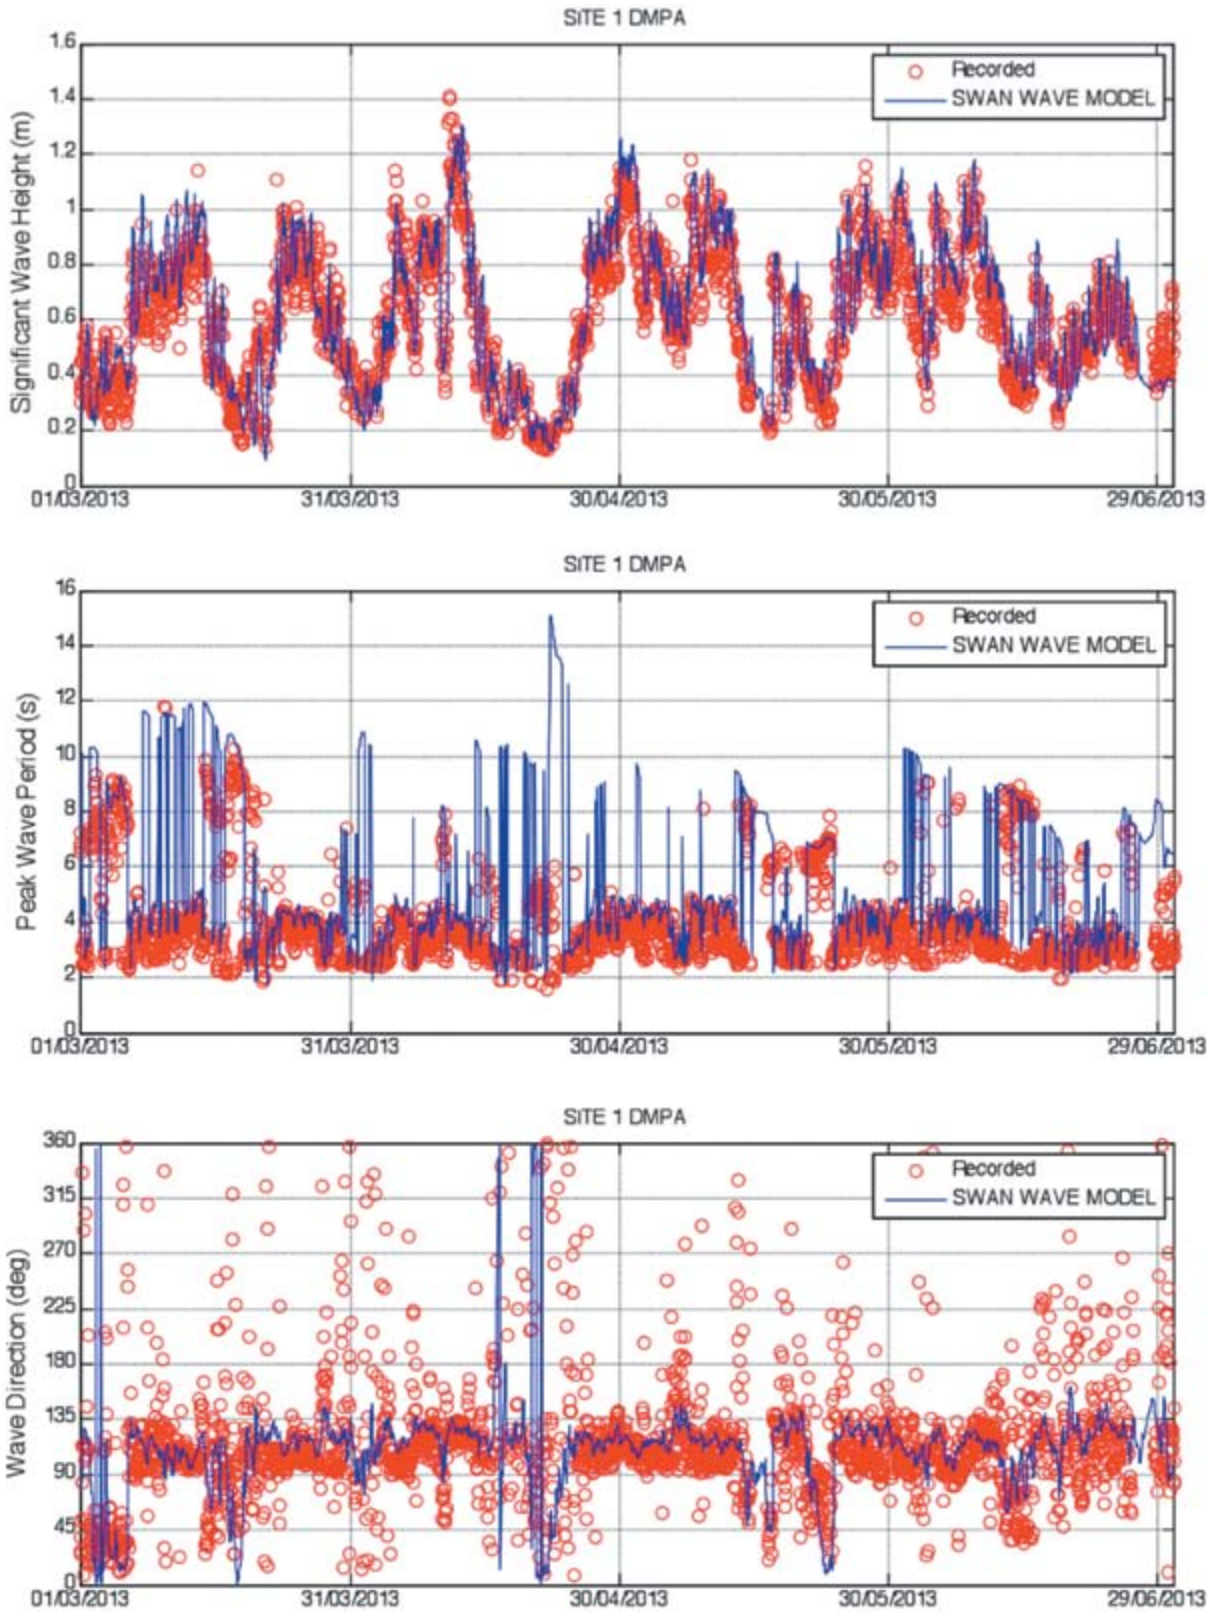 SITE 1 DMPA
Significant Wave Height (m)
1.6
1.4
1.2
1
0.8
0.6
0.4
0.2
0
Recorded
SWAN WAVE MODEL
01/03/2013 31/03/2013 30/04/2013 30/05/2013 29/06/2013
SITE 1 DMPA
Peak Wave Period (s)
16
14
12
10
8
6
4
2
0
Recorded
SWAN WAVE MODEL
01/03/2013 31/03/2013 30/04/2013 30/05/2013 29/06/2013
SITE 1 DMPA
Wave Direction (deg)
360
315
270
225
180
135
90
45
0
Recorded
SWAN WAVE MODEL
01/03/2013 31/03/2013 30/04/2013 30/05/2013 29/06/2013